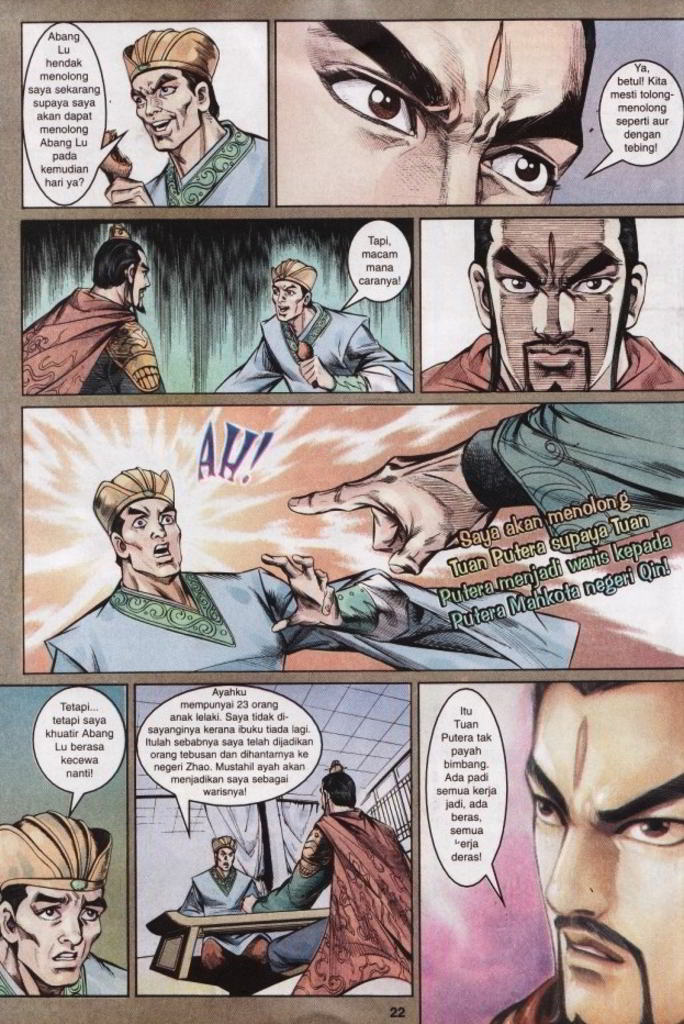 Abang
Lu
hendak
menolong
saya sekarang
supaya saya
akan dapat
menolong
Abang Lu
pada
kemudian
hari ya?
Ya,
betul! Kita
mesti tolong-
menolong
seperti aur
dengan
tebing!
Tapi,
macam
mana
caranya!
AH!
Saya akan menolong
Tuan Putera supaya Tuan
Putera menjadi waris kepada
Putera Mahkota negeri Qin!
Tetapi...
tetapi saya
khuatir Abang
Lu berasa
kecewa
nanti!
Ayahku
mempunyai 23 orang
anak lelaki. Saya tidak di-
sayanginya kerana ibuku tiada lagi.
Itulah sebabnya saya telah dijadikan
orang tebusan dan dihantarnya ke
negeri Zhao. Mustahil ayah akan
menjadikan saya sebagai
warisnya!
Itu
Tuan
Putera tak
payah
bimbang.
Ada padi
semua kerja
jadi, ada
beras,
semua
deras!
22